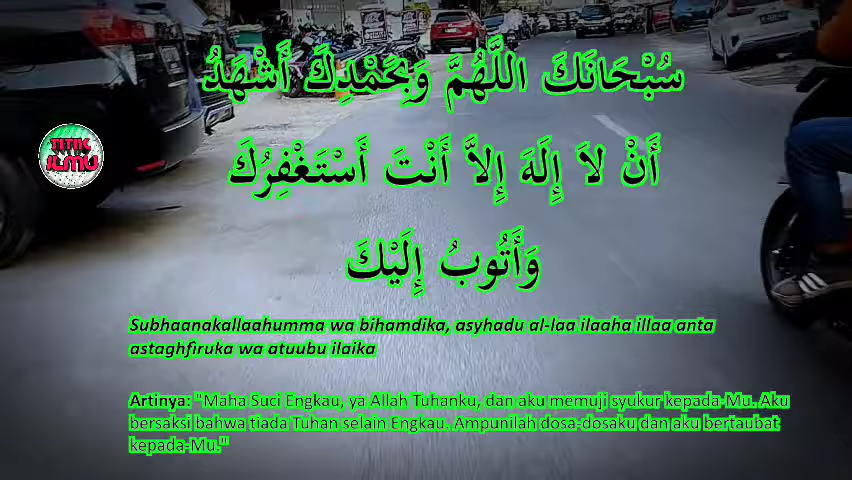 سُبْحَانَكَ اللَّهُمَّ وَبِحَمْدِكَ أَشْهَدُ
أَنْ لاَ إِلَهَ إِلاَّ أَنْتَ أَسْتَغْفِرُكَ
وَأَتُوبُ إِلَيْكَ
TITIK
ILMU
Subhaanakallaahumma wa bihamdika, asyhadu al-laa ilaaha illaa anta
astaghfiruka wa atuubu ilaika
Artinya: "Maha Suci Engkau, ya Allah Tuhanku, dan aku memuji syukur kepada-Mu. Aku
bersaksi bahwa tiada Tuhan selain Engkau. Ampunilah dosa-dosaku dan aku bertaubat
kepada-Mu."